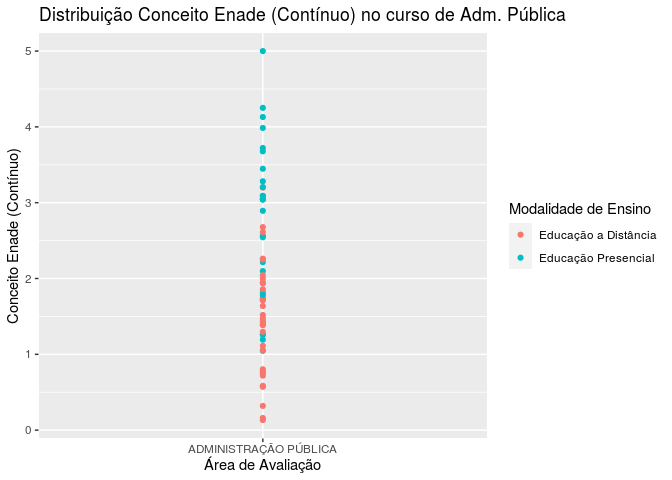 Distribuição Conceito Enade (Contínuo) no curso de Adm. Pública
5
4
3
2
1
0
Conceito Enade (Contínuo)
ADMINISTRAÇÃO PÚBLICA
Área de Avaliação
Modalidade de Ensino
Educação a Distância
Educação Presencial